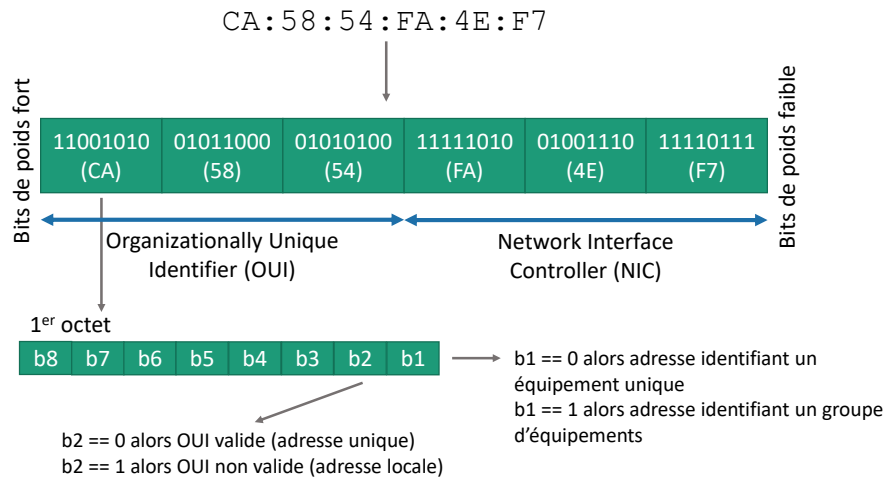 CA:58:54:FA:4E:F7
Bits de poids fort
11001010 01011000 01010100 11111010 01001110 11110111
(CA) (58) (54) (FA) (4E) (F7)
Bits de poids faible
Organizationally Unique
Identifier (OUI)
Network Interface
Controller (NIC)
1er octet
b8 b7 b6 b5 b4 b3 b2 b1
b1 == 0 alors adresse identifiant un
équipement unique
b1 == 1 alors adresse identifiant un groupe
d’équipements
b2 == 0 alors OUI valide (adresse unique)
b2 == 1 alors OUI non valide (adresse locale)